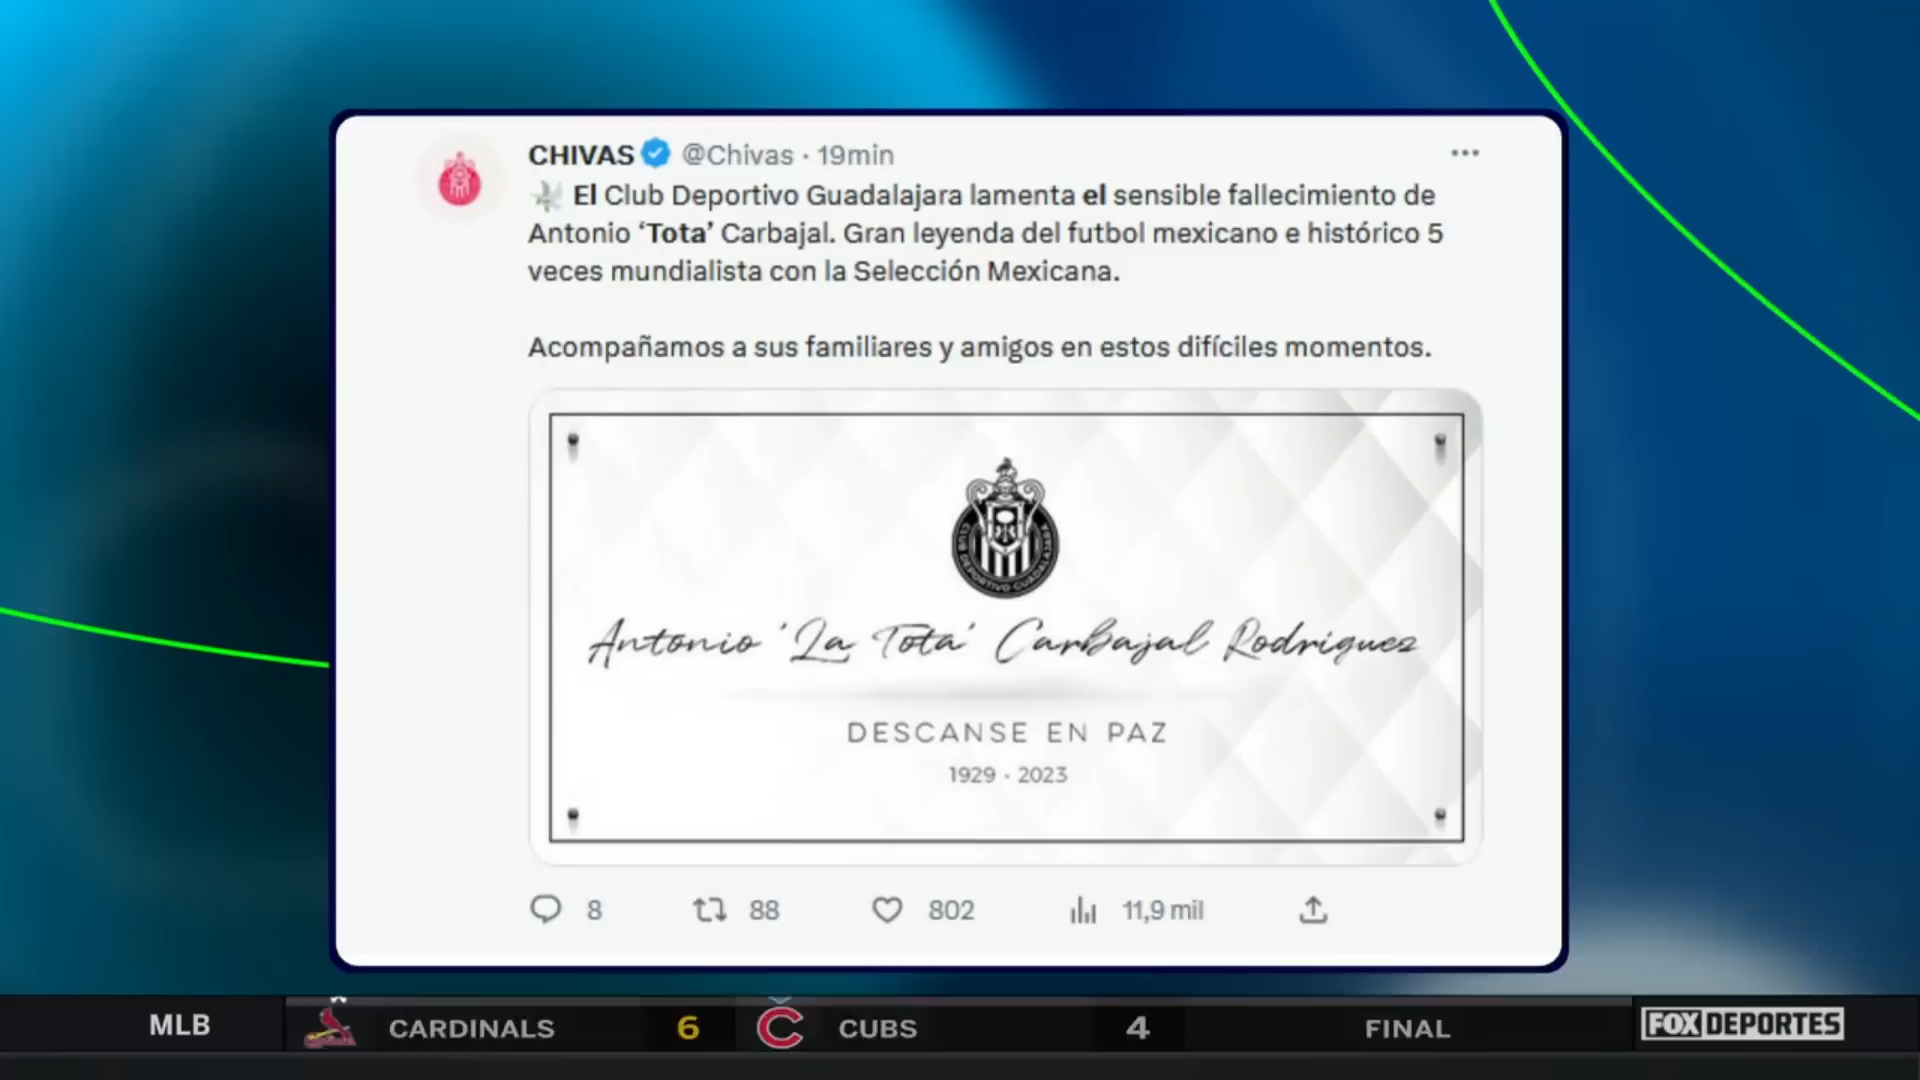 CHIVAS @Chivas · 19min
El Club Deportivo Guadalajara lamenta el sensible fallecimiento de
Antonio ‘Tota’ Carbajal. Gran leyenda del futbol mexicano e histórico 5
veces mundialista con la Selección Mexicana.
Acompañamos a sus familiares y amigos en estos difíciles momentos.
CLUB DEPORTIVO GUADALAJARA
Antonio 'La Tota' Carbajal Rodriguez
DESCANSE EN PAZ
1929 - 2023
8 88 802 11,9 mil
MLB CARDINALS 6 C CUBS 4 FINAL FOX DEPORTES